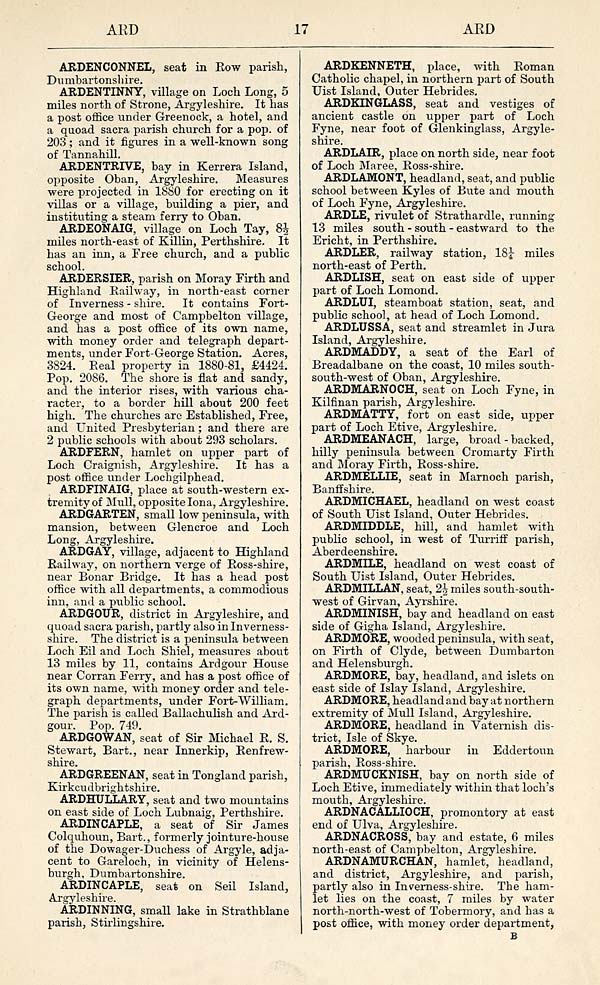 ARD 17 ARD
ARDENCONNEL, seat in Row parish,
Dumbartonshire.
ARDENTINNY, village on Loch Long, 5
miles north of Strone, Argyleshire. It has
a post office under Greenock, a hotel, and
a quoad sacra parish church for a pop. of
203; and it figures in a well-known song
of Tannahill.
ARDENTRIVE, bay in Kerrera Island,
opposite Oban, Argyleshire. Measures
were projected in 1880 for erecting on it
villas or a village, building a pier, and
instituting a steam ferry to Oban.
ARDEONAIG, village on Loch Tay, 8½
miles north-east of Killin, Perthshire. It
has an inn, a Free church, and a public
school.
ARDERSIER, parish on Moray Firth and
Highland Railway, in north-east corner
of Inverness-shire. It contains Fort-
George and most of Campbelton village,
and has a post office of its own name,
with money order and telegraph depart-
ments, under Fort-George Station. Acres,
3824. Real property in 1880-81, £4424.
Pop. 2086. The shore is flat and sandy,
and the interior rises, with various cha-
racter, to a border hill about 200 feet
high. The churches are Established, Free,
and United Presbyterian; and there are
2 public schools with about 293 scholars.
ARDFERN, hamlet on upper part of
Loch Craignish, Argyleshire. It has a
post office under Lochgilphead.
ARDFINAIG, place at south-western ex-
tremity of Mull, opposite Iona, Argyleshire.
ARDGARTEN, small low peninsula, with
mansion, between Glencroe and Loch
Long, Argyleshire.
ARDGAY, village, adjacent to Highland
Railway, on northern verge of Ross-shire,
near Bonar Bridge. It has a head post
office with all departments, a commodious
inn, and a public school.
ARDGOUR, district in Argyleshire, and
quoad sacra parish, partly also in Inverness-
shire. The district is a peninsula between
Loch Eil and Loch Shiel, measures about
13 miles by 11, contains Ardgour House
near Corran Ferry, and has a post office of
its own name, with money order and tele-
graph departments, under Fort-William.
The parish is called Ballachulish and Ard-
gour. Pop. 749.
ARDGOWAN, seat of Sir Michael R. S.
Stewart, Bart., near Innerkip, Renfrew-
shire.
ARDGREENAN, seat in Tongland parish,
Kirkcudbrightshire.
ARDHULLARY, seat and two mountains
on east side of Loch Lubnaig, Perthshire.
ARDINCAPLE, a seat of Sir James
Colquhoun, Bart., formerly jointure-house
of the Dowager-Duchess of Argyle, adja-
cent to Gareloch, in vicinity of Helens-
burgh, Dumbartonshire.
ARDINCAPLE, seat on Seil Island,
Argyleshire.
ARDINNING, small lake in Strathblane
parish, Stirlingshire.
ARDKENNETH, place, with Roman
Catholic chapel, in northern part of South
Uist Island, Outer Hebrides.
ARDKINGLASS, seat and vestiges of
ancient castle on upper part of Loch
Fyne, near foot of Glenkinglass, Argyle-
shire.
ARDLAIR, place on north side, near foot
of Loch Maree, Ross-shire.
ARDLAMONT, headland, seat, and public
school between Kyles of Bute and mouth
of Loch Fyne, Argyleshire.
ARDLE, rivulet of Strathardle, running
13 miles south-south-eastward to the
Ericht, in Perthshire.
ARDLER, railway station, 18¼ miles
north-east of Perth.
ARDLISH, seat on east side of upper
part of Loch Lomond.
ARDLUI, steamboat station, seat, and
public school, at head of Loch Lomond.
ARDLUSSA, seat and streamlet in Jura
Island, Argyleshire.
ARDMADDY, a seat of the Earl of
Breadalbane on the coast, 10 miles south-
south-west of Oban, Argyleshire.
ARDMARNOCH, seat on Loch Fyne, in
Kilfinan parish, Argyleshire.
ARDMATTY, fort on east side, upper
part of Loch Etive, Argyleshire.
ARDMEANACH, large, broad-backed,
hilly peninsula between Cromarty Firth
and Moray Firth, Ross-shire.
ARDMELLIE, seat in Marnoch parish,
Banffshire.
ARDMICHAEL, headland on west coast
of South Uist Island, Outer Hebrides.
ARDMIDDLE, hill, and hamlet with
public school, in west of Turriff parish,
Aberdeenshire.
ARDMILE, headland on west coast of
South Uist Island, Outer Hebrides.
ARDMILLAN, seat, 2½ miles south-south-
west of Girvan, Ayrshire.
ARDMINISH, bay and headland on east
side of Gigha Island, Argyleshire.
ARDMORE, wooded peninsula, with seat,
on Firth of Clyde, between Dumbarton
and Helensburgh.
ARDMORE, bay, headland, and islets on
east side of Islay Island, Argyleshire.
ARDMORE, headland and bay at northern
extremity of Mull Island, Argyleshire.
ARDMORE, headland in Vaternish dis-
trict, Isle of Skye.
ARDMORE, harbour in Eddertoun
parish, Ross-shire.
ARDMUCKNISH, bay on north side of
Loch Etive, immediately within that loch's
mouth, Argyleshire.
ARDNACALLIOCH, promontory at east
end of Ulva, Argyleshire.
ARDNACROSS, bay and estate, 6 miles
north-east of Campbelton, Argyleshire.
ARDNAMURCHAN, hamlet, headland,
and district, Argyleshire, and parish,
partly also in Inverness-shire. The ham-
let lies on the coast, 7 miles by water
north-north-west of Tobermory, and has a
post office, with money order department,
B